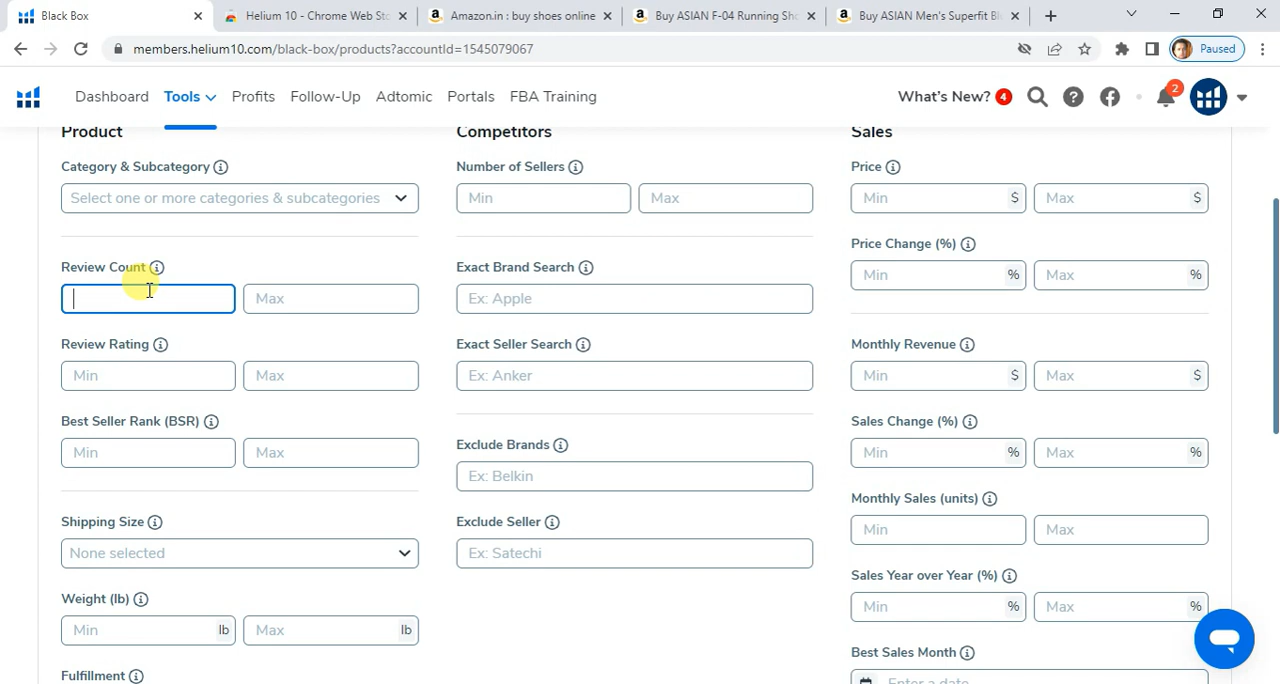 Black Box
Helium 10 - Chrome Web Sto
Amazon.in : buy shoes online
Buy ASIAN F-04 Running Sho
Buy ASIAN Men's Superfit Bl
members.helium10.com/black-box/products?accountId=1545079067
Paused
Dashboard Tools Profits Follow-Up Adtomic Portals FBA Training What's New? 4 2
Product
Category & Subcategory
Select one or more categories & subcategories
Review Count
Max
Review Rating
Min Max
Best Seller Rank (BSR)
Min Max
Shipping Size
None selected
Weight (lb)
Min lb Max lb
Fulfillment
Competitors
Number of Sellers
Min Max
Exact Brand Search
Ex: Apple
Exact Seller Search
Ex: Anker
Exclude Brands
Ex: Belkin
Exclude Seller
Ex: Satechi
Sales
Price
Min $ Max $
Price Change (%)
Min % Max %
Monthly Revenue
Min $ Max $
Sales Change (%)
Min % Max %
Monthly Sales (units)
Min Max
Sales Year over Year (%)
Min % Max %
Best Sales Month
Enter a date